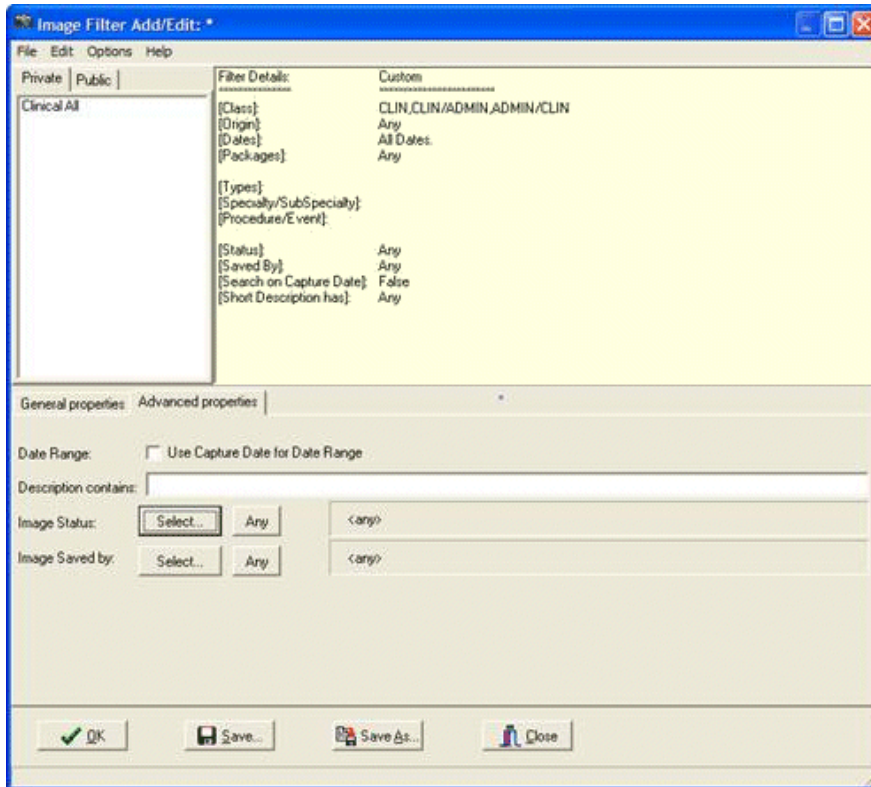 Image Filter Add/Edit: *
File Edit Options Help
Private Public
Clinical All
Filter Details: Custom
[Class]: CLIN,CLIN/ADMIN,ADMIN/CLIN
[Origin]: Any
[Dates]: All Dates.
[Packages]: Any
[Types]:
[Specialty/SubSpecialty]:
[Procedure/Event]:
[Status]: Any
[Saved By]: Any
[Search on Capture Date]: False
[Short Description has]: Any
General properties Advanced properties
Date Range: Use Capture Date for Date Range
Description contains:
Image Status: Select... Any <any>
Image Saved by: Select... Any <any>
OK Save... Save As... Close